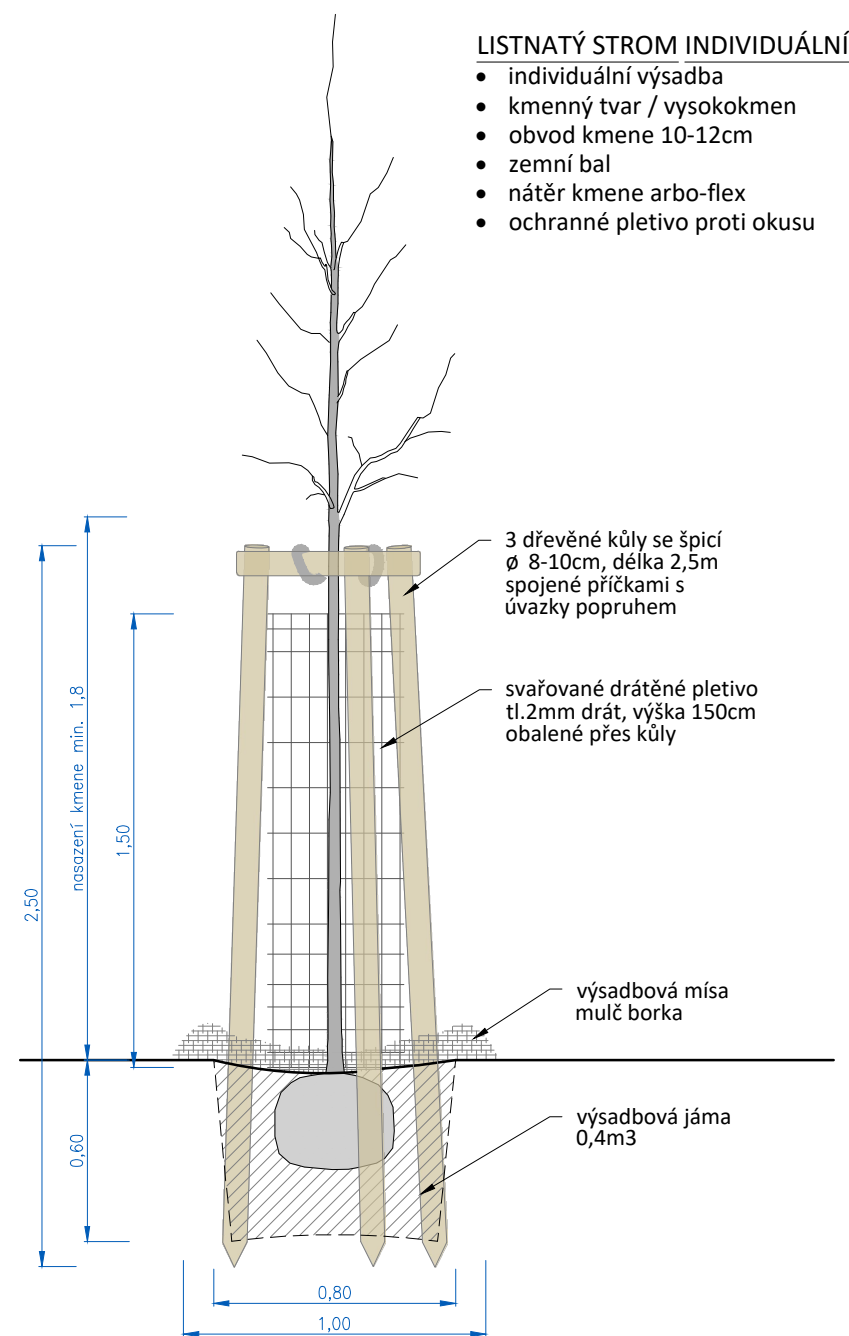 LISTNATÝ STROM INDIVIDUÁLNÍ
• individuální výsadba
• kmenný tvar / vysokokmen
• obvod kmene 10-12cm
• zemní bal
• nátěr kmene arbo-flex
• ochranné pletivo proti okusu
3 dřevěné kůly se špicí
ø 8-10cm, délka 2,5m
spojené příčkami s
úvazky popruhem
svařované drátěné pletivo
tl.2mm drát, výška 150cm
obalené přes kůly
nasazení kmene min. 1,8
1,50
2,50
výsadbová mísa
mulč borka
výsadbová jáma
0,4m3
0,60
0,80
1,00